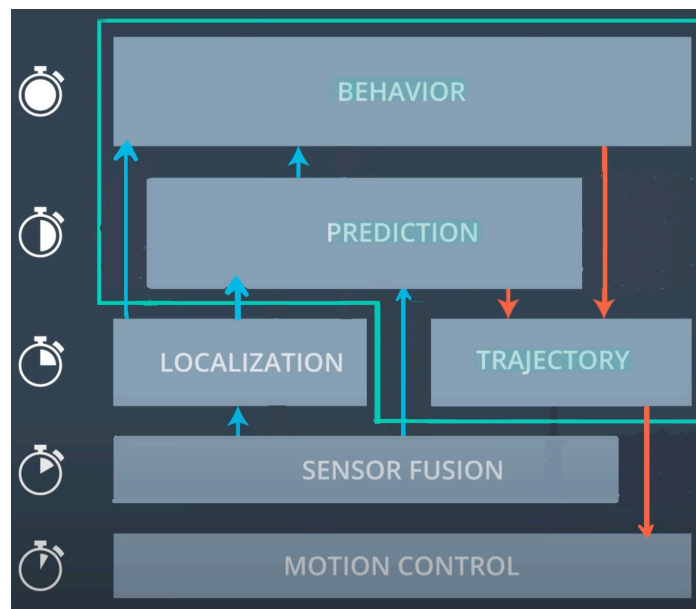 BEHAVIOR
PREDICTION
LOCALIZATION
TRAJECTORY
SENSOR FUSION
MOTION CONTROL